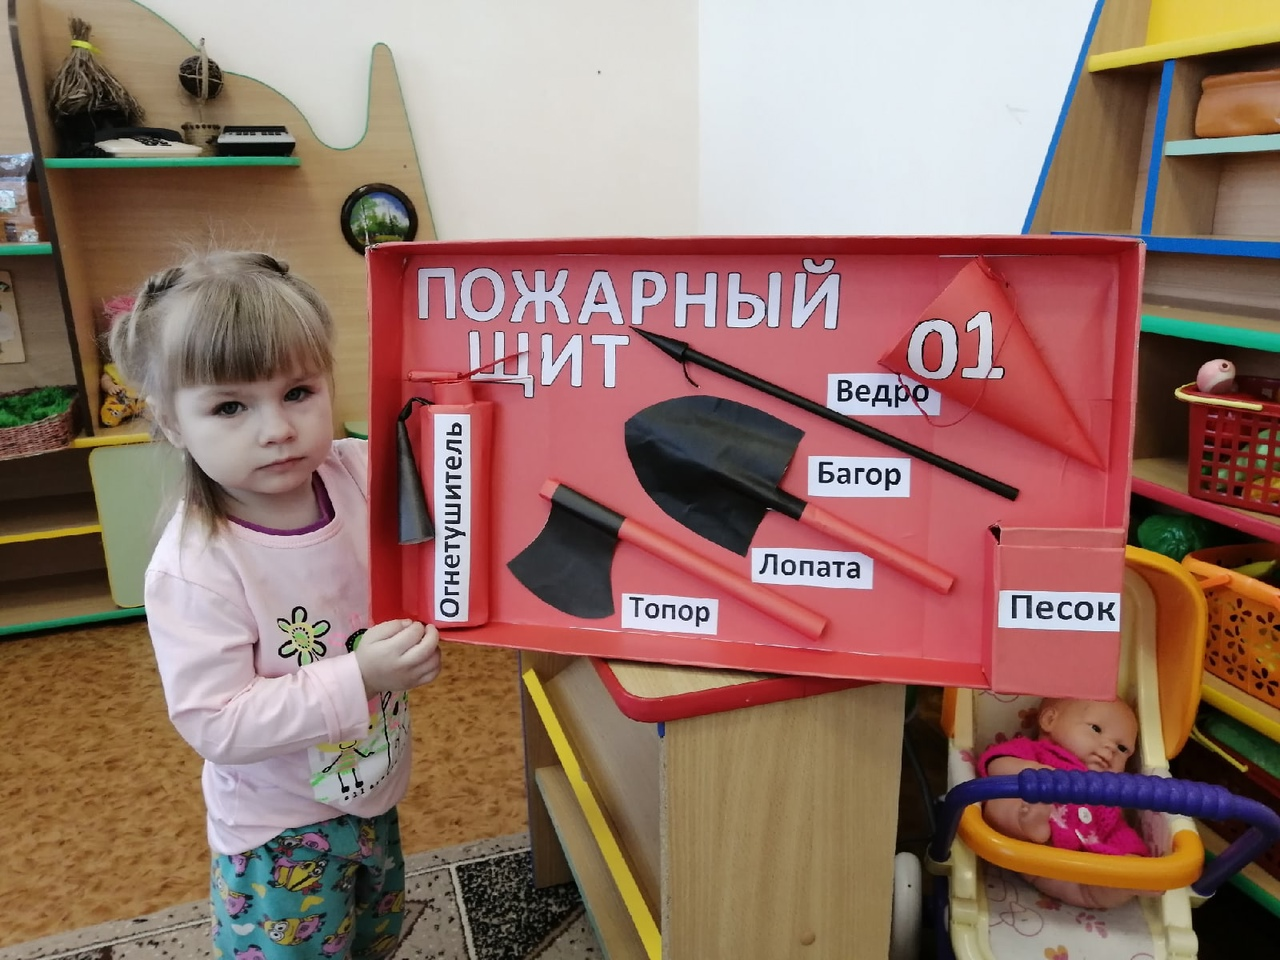 ПОЖАРНЫЙ
ЩИТ
01
Ведро
Багор
Огнетушитель
Лопата
Топор
Песок